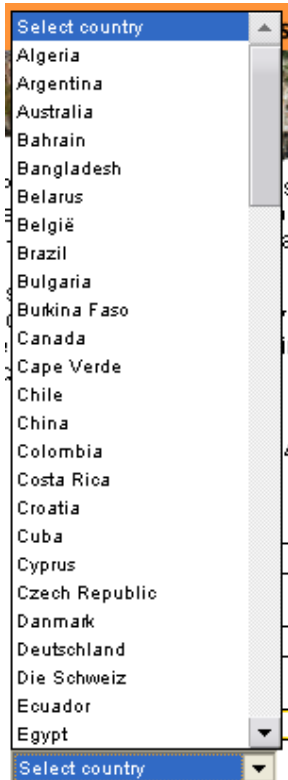 Select country
Algeria
Argentina
Australia
Bahrain
Bangladesh
Belarus
België
Brazil
Bulgaria
Burkina Faso
Canada
Cape Verde
Chile
China
Colombia
Costa Rica
Croatia
Cuba
Cyprus
Czech Republic
Danmark
Deutschland
Die Schweiz
Ecuador
Egypt
Select country